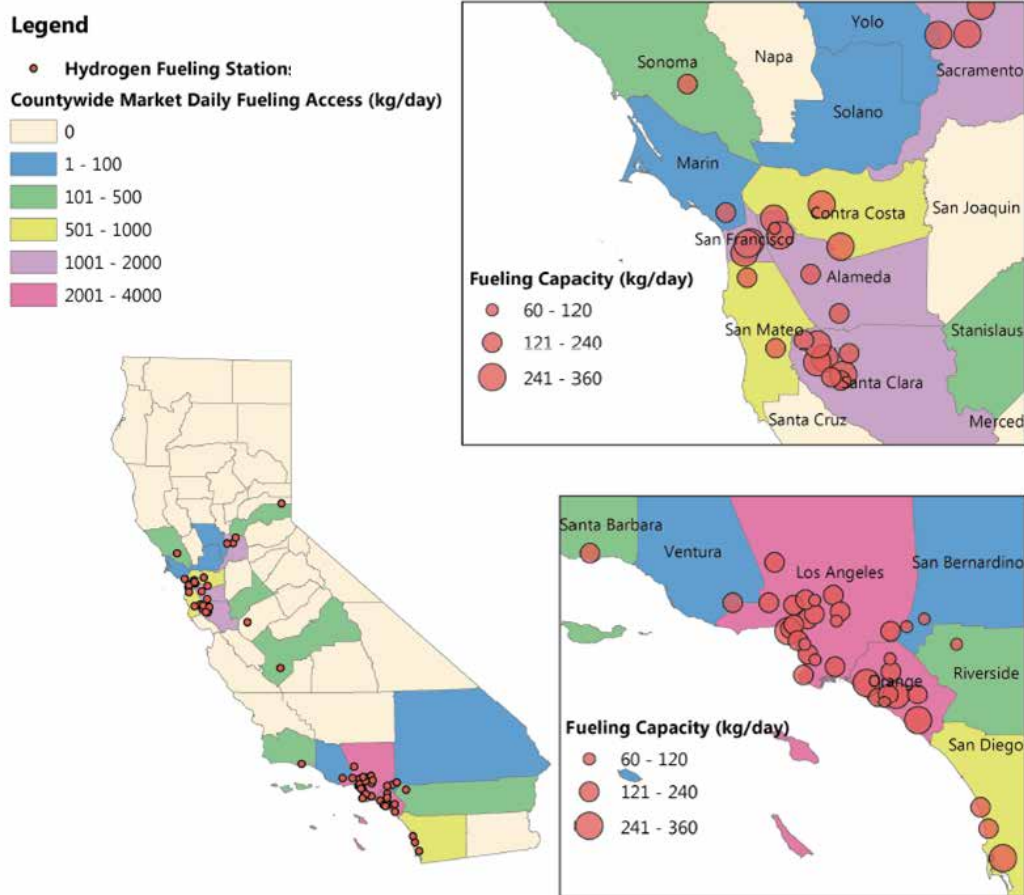 Legend
Hydrogen Fueling Station:
Countywide Market Daily Fueling Access (kg/day)
0
1 - 100
101 - 500
501 - 1000
1001 - 2000
2001 - 4000
Yolo
Napa
Sonoma
Sacramento
Solano
Marin
San Joaquin
Contra Costa
San Francisco
Alameda
Fueling Capacity (kg/day)
60 - 120
121 - 240
241 - 360
San Mateo
Stanislaus
Santa Clara
Santa Cruz
Merced
Santa Barbara
Ventura
San Bernardino
Los Angeles
Riverside
Orange
San Diego
Fueling Capacity (kg/day)
60 - 120
121 - 240
241 - 360